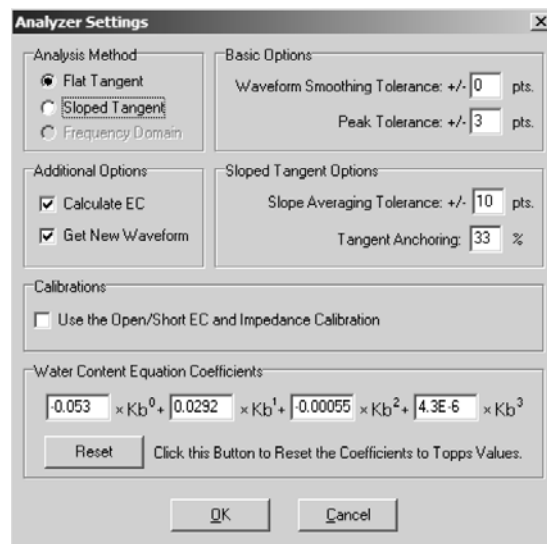 Analyzer Settings
Analysis Method
Flat Tangent
Sloped Tangent
Frequency Domain
Basic Options
Waveform Smoothing Tolerance: +/- 0 pts.
Peak Tolerance: +/- 3 pts.
Additional Options
Calculate EC
Get New Waveform
Sloped Tangent Options
Slope Averaging Tolerance: +/- 10 pts.
Tangent Anchoring: 33 %
Calibrations
Use the Open/Short EC and Impedance Calibration
Water Content Equation Coefficients
-0.053 × Kb⁰ + 0.0292 × Kb¹ + -0.00055 × Kb² + 4.3E-6 × Kb³
Reset Click this Button to Reset the Coefficients to Topps Values.
OK Cancel